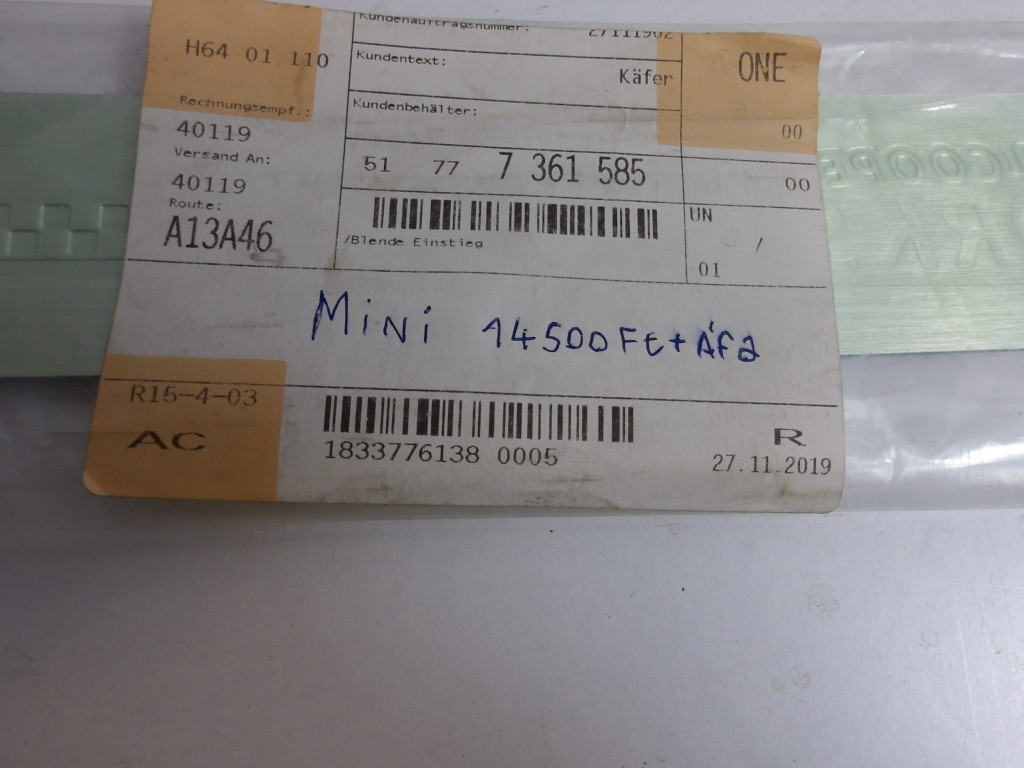 Kundenauftragsnummer: 27111902
H64 01 110
Kundentext:
Käfer
ONE
Rechnungsempf.:
40119
Kundenbehälter:
00
Versand An:
40119
51 77 7 361 585
00
Route:
A13A46
/Blende Einstieg
UN
/
01
Mini 14500Ft+Áfa
R15-4-03
AC
1833776138 0005
R
27.11.2019